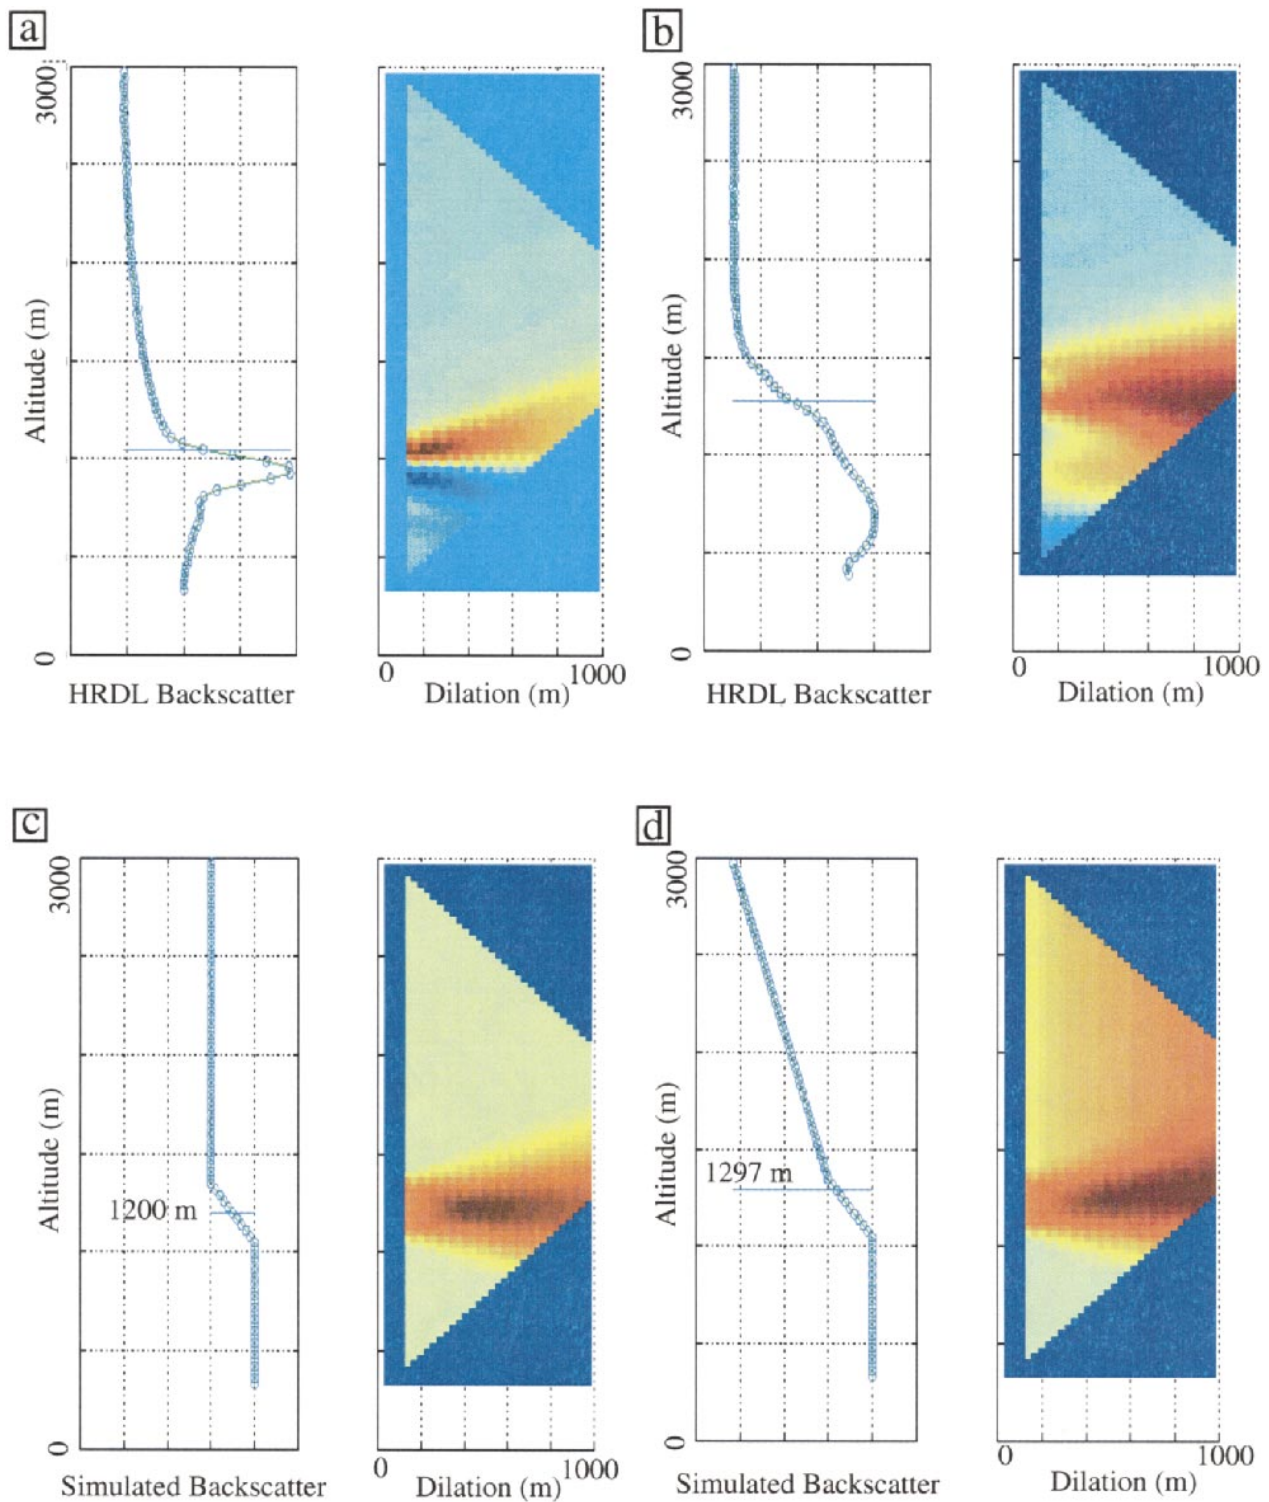 a
3000
Altitude (m)
0
HRDL Backscatter
0 1000
Dilation (m)
b
3000
Altitude (m)
0
HRDL Backscatter
0 1000
Dilation (m)
c
3000
Altitude (m)
1200 m
0
Simulated Backscatter
0 1000
Dilation (m)
d
3000
Altitude (m)
1297 m
0
Simulated Backscatter
0 1000
Dilation (m)